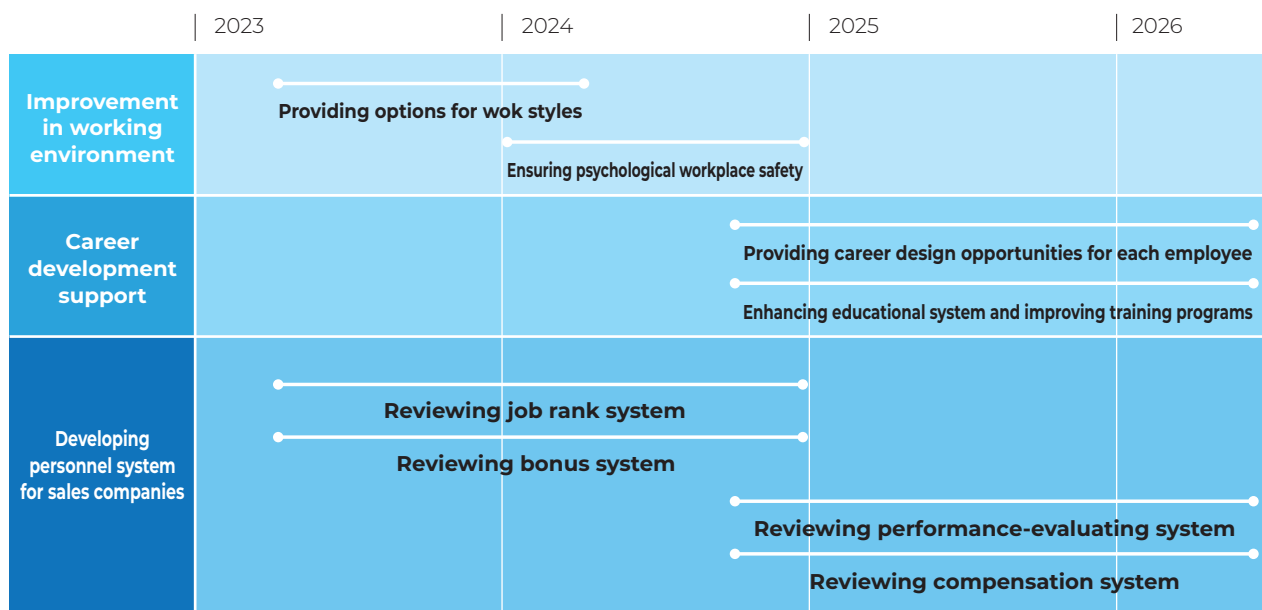 2023
2024
2025
2026
Improvement
in working
environment
Providing options for wok styles
Ensuring psychological workplace safety
Career
development
support
Providing career design opportunities for each employee
Enhancing educational system and improving training programs
Developing
personnel system
for sales companies
Reviewing job rank system
Reviewing bonus system
Reviewing performance-evaluating system
Reviewing compensation system